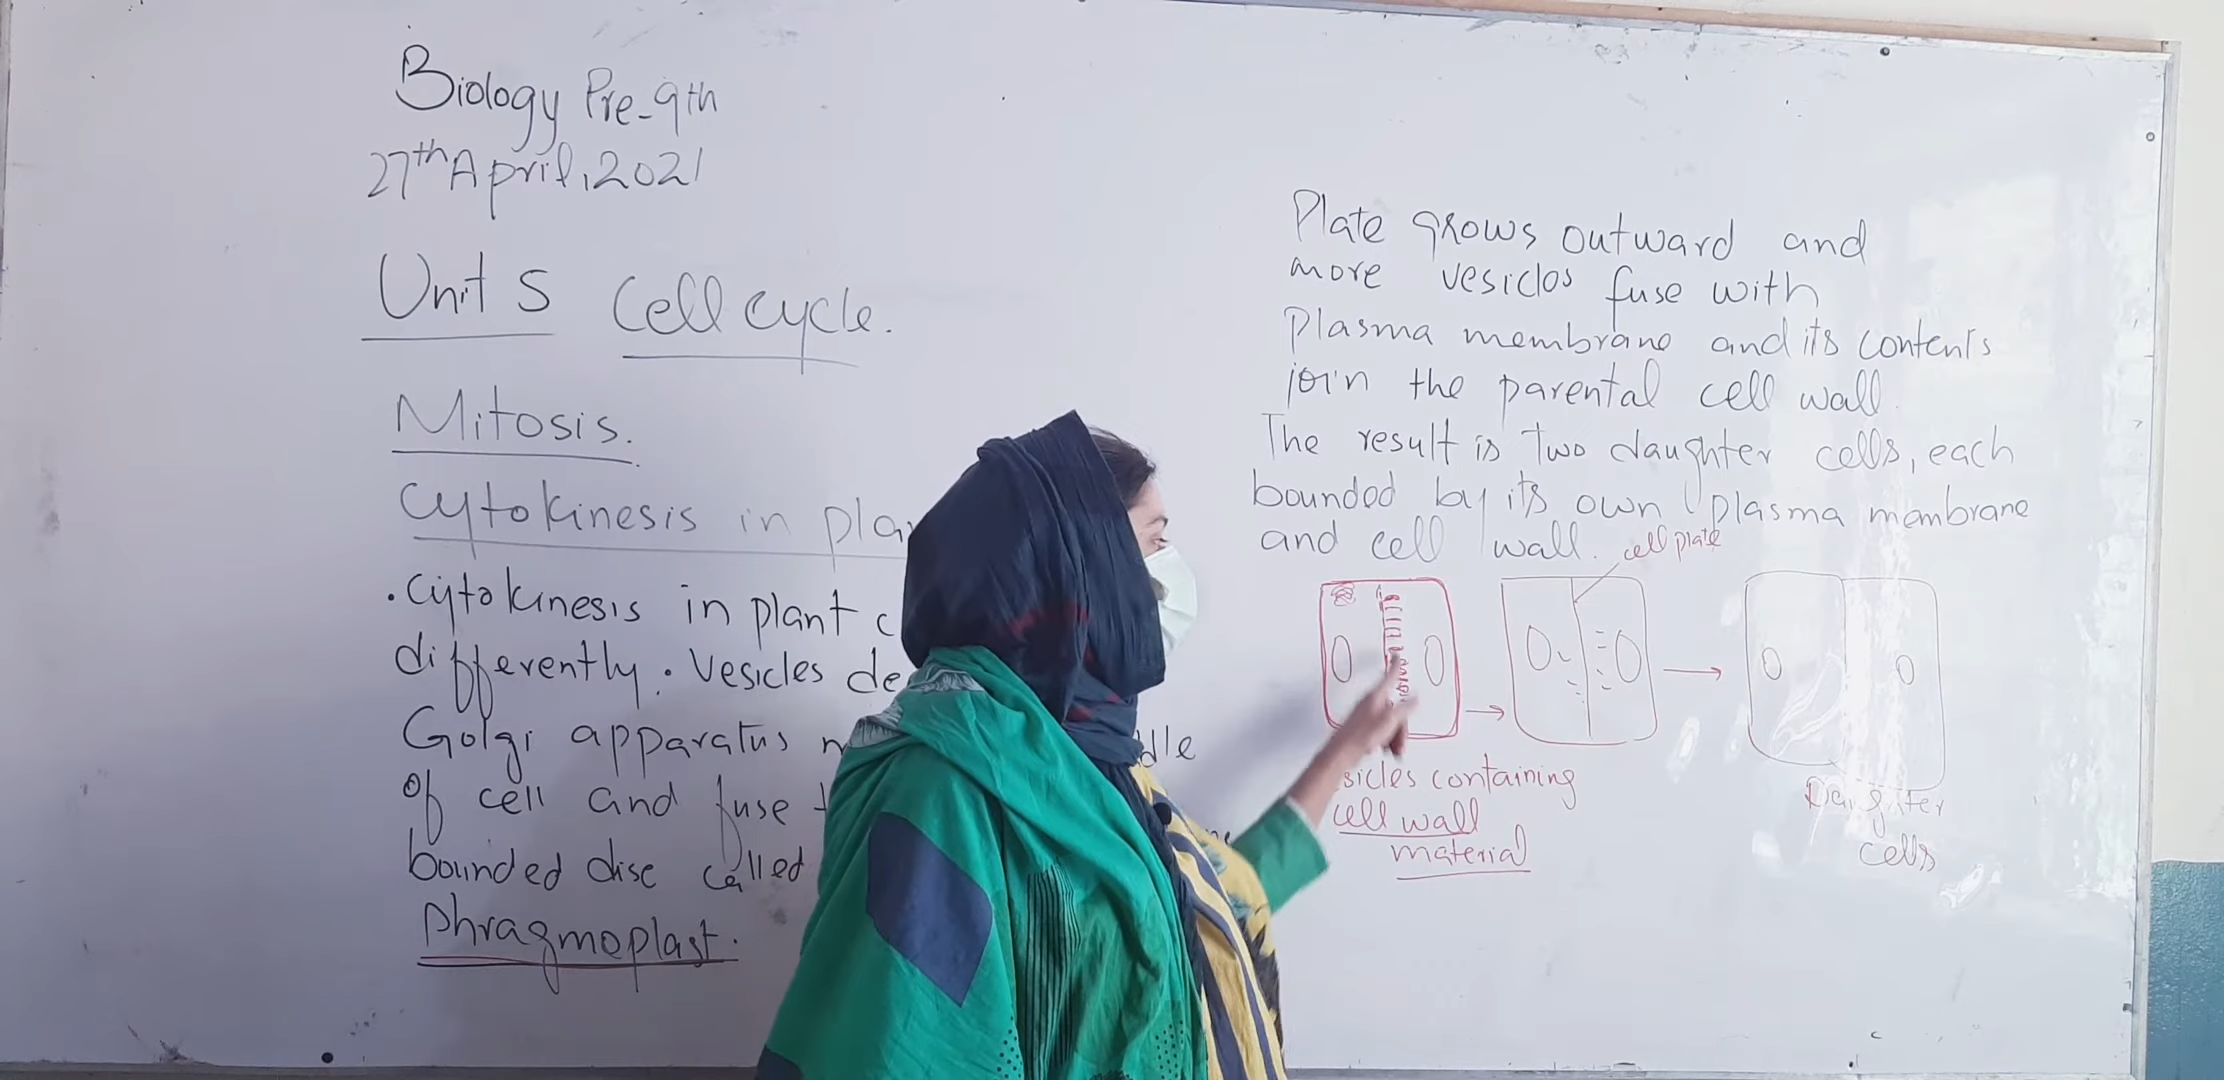 Biology Pre-9th
27th April, 2021
Unit 5 Cell cycle.
Mitosis.
Cytokinesis in
• Cytokinesis in plant
differently. • Vesicles
Golgi apparatus
of cell and fuse
bounded disc called
Phragmoplast.
Plate grows outward and
more vesicles fuse with
plasma membrane and its contents
join the parental cell wall.
The result is two daughter cells, each
bounded by its own plasma membrane
and cell wall.
cell plate
containing
cell wall
material
Daughter
cells